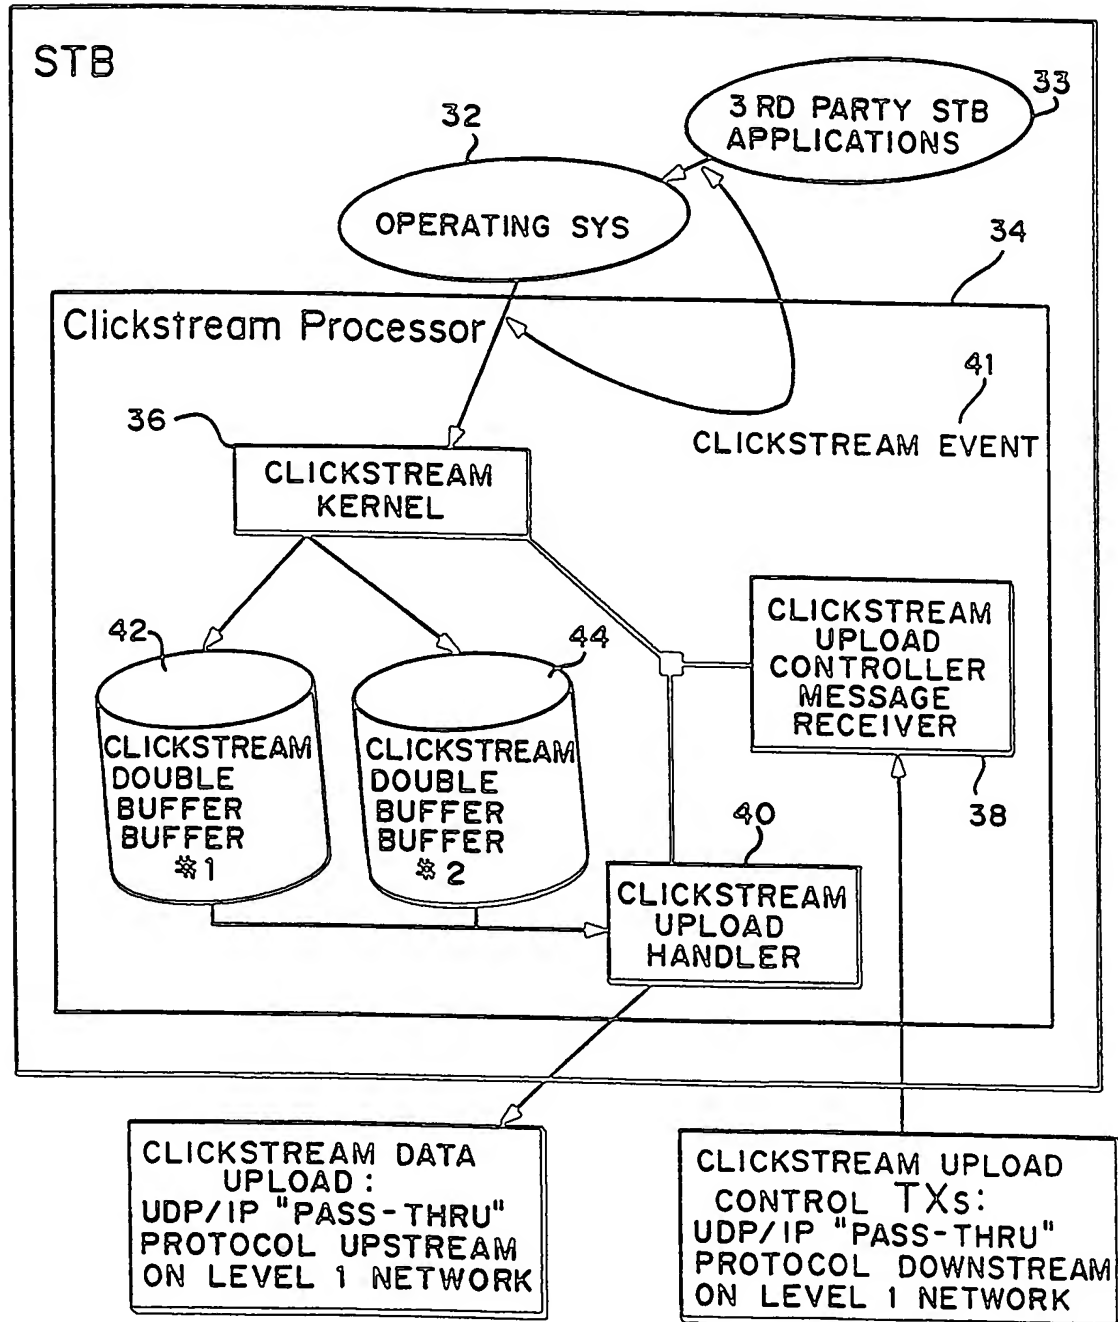 STB
33
3 RD PARTY STB
APPLICATIONS
32
OPERATING SYS
34
Clickstream Processor
41
CLICKSTREAM EVENT
36
CLICKSTREAM
KERNEL
CLICKSTREAM
UPLOAD
CONTROLLER
MESSAGE
RECEIVER
38
42
CLICKSTREAM
DOUBLE
BUFFER
BUFFER
#1
44
CLICKSTREAM
DOUBLE
BUFFER
BUFFER
#2
40
CLICKSTREAM
UPLOAD
HANDLER
CLICKSTREAM DATA
UPLOAD:
UDP/IP "PASS-THRU"
PROTOCOL UPSTREAM
ON LEVEL 1 NETWORK
CLICKSTREAM UPLOAD
CONTROL TXs:
UDP/IP "PASS-THRU"
PROTOCOL DOWNSTREAM
ON LEVEL 1 NETWORK